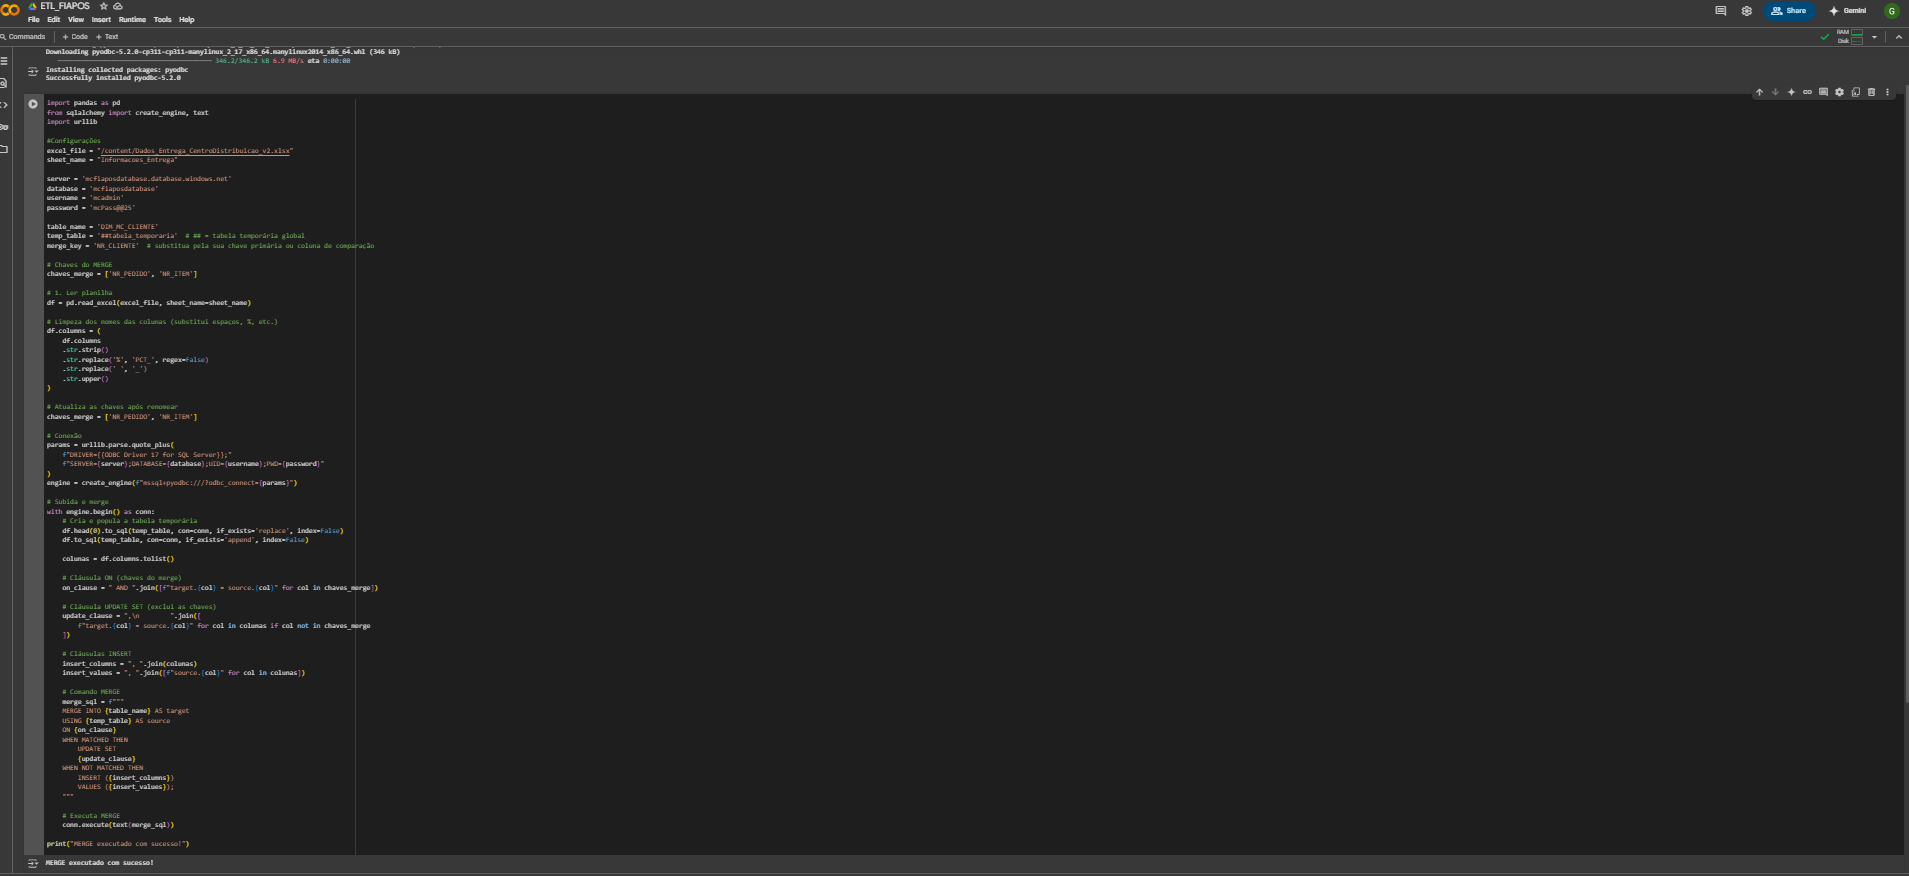 ETL_FIAPOS
File Edit View Insert Runtime Tools Help
Share
Gemini
G
Commands + Code + Text
RAM
Disk
Downloading pyodbc-5.2.0-cp311-cp311-manylinux_2_17_x86_64.manylinux2014_x86_64.whl (346 kB)
346.2/346.2 kB 6.9 MB/s eta 0:00:00
Installing collected packages: pyodbc
Successfully installed pyodbc-5.2.0
import pandas as pd
from sqlalchemy import create_engine, text
import urllib
#Configurações
excel_file = "/content/Dados_Entrega_CentroDistribuicao_v2.xlsx"
sheet_name = "Informacoes_Entrega"
server = 'mcfiaposdatabase.database.windows.net'
database = 'mcfiaposdatabase'
username = 'mcadmin'
password = 'mcPass@@25'
table_name = 'DIM_MC_CLIENTE'
temp_table = '##tabela_temporaria'  # ## = tabela temporária global
merge_key = 'NR_CLIENTE'  # substitua pela sua chave primária ou coluna de comparação
# Chaves do MERGE
chaves_merge = ['NR_PEDIDO', 'NR_ITEM']
# 1. Ler planilha
df = pd.read_excel(excel_file, sheet_name=sheet_name)
# Limpeza dos nomes das colunas (substitui espaços, %, etc.)
df.columns = (
    df.columns
    .str.strip()
    .str.replace('%', 'PCT_', regex=False)
    .str.replace(' ', '_')
    .str.upper()
)
# Atualiza as chaves após renomear
chaves_merge = ['NR_PEDIDO', 'NR_ITEM']
# Conexão
params = urllib.parse.quote_plus(
    f"DRIVER={{ODBC Driver 17 for SQL Server}};"
    f"SERVER={server};DATABASE={database};UID={username};PWD={password}"
)
engine = create_engine(f"mssql+pyodbc:///?odbc_connect={params}")
# Subida e merge
with engine.begin() as conn:
    # Cria e popula a tabela temporária
    df.head(0).to_sql(temp_table, con=conn, if_exists='replace', index=False)
    df.to_sql(temp_table, con=conn, if_exists='append', index=False)
    colunas = df.columns.tolist()
    # Cláusula ON (chaves do merge)
    on_clause = " AND ".join([f"target.{col} = source.{col}" for col in chaves_merge])
    # Cláusula UPDATE SET (exclui as chaves)
    update_clause = ",\n        ".join([
        f"target.{col} = source.{col}" for col in colunas if col not in chaves_merge
    ])
    # Cláusulas INSERT
    insert_columns = ", ".join(colunas)
    insert_values = ", ".join([f"source.{col}" for col in colunas])
    # Comando MERGE
    merge_sql = f"""
    MERGE INTO {table_name} AS target
    USING {temp_table} AS source
    ON {on_clause}
    WHEN MATCHED THEN
        UPDATE SET
        {update_clause}
    WHEN NOT MATCHED THEN
        INSERT ({insert_columns})
        VALUES ({insert_values});
    """
    # Executa MERGE
    conn.execute(text(merge_sql))
print("MERGE executado com sucesso!")
MERGE executado com sucesso!